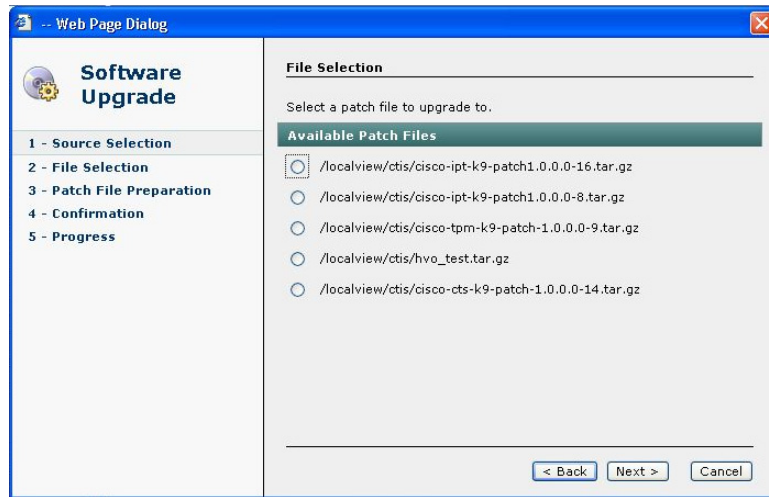 -- Web Page Dialog
Software
Upgrade
1 - Source Selection
2 - File Selection
3 - Patch File Preparation
4 - Confirmation
5 - Progress
File Selection
Select a patch file to upgrade to.
Available Patch Files
/localview/ctis/cisco-ipt-k9-patch1.0.0.0-16.tar.gz
/localview/ctis/cisco-ipt-k9-patch1.0.0.0-8.tar.gz
/localview/ctis/cisco-tpm-k9-patch-1.0.0.0-9.tar.gz
/localview/ctis/hvo_test.tar.gz
/localview/ctis/cisco-cts-k9-patch-1.0.0.0-14.tar.gz
< Back Next > Cancel